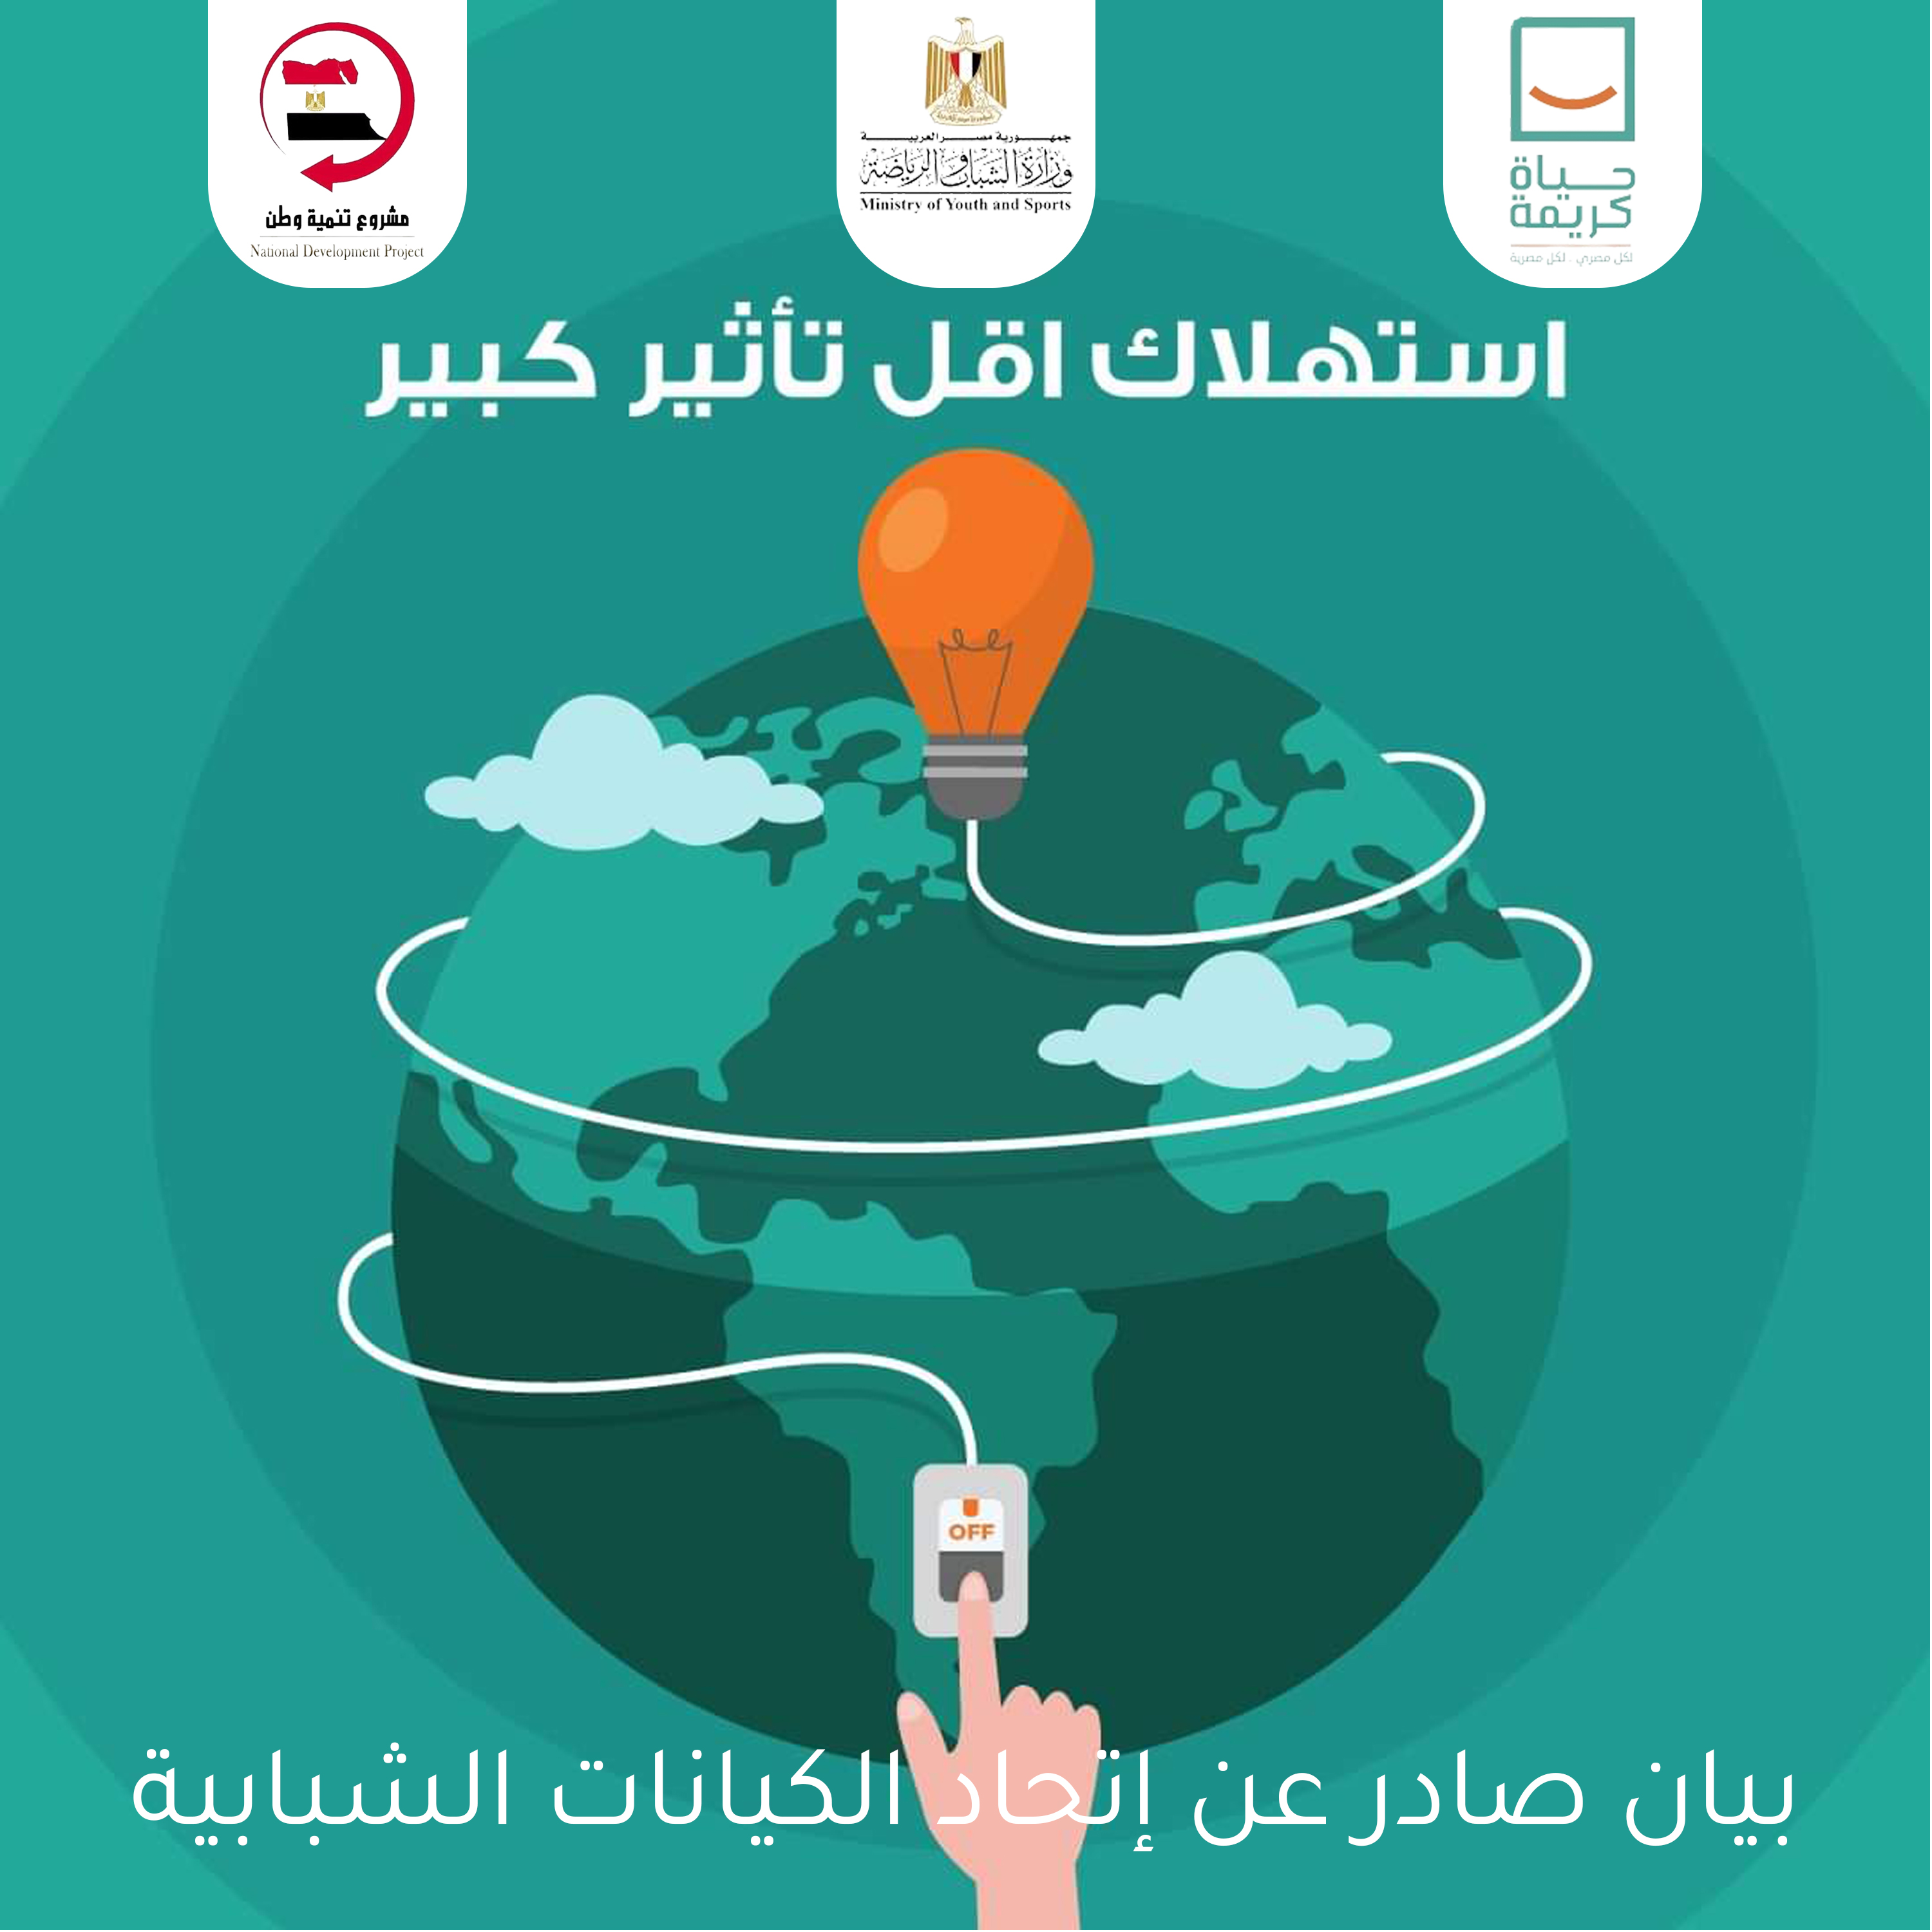 مشروع تنمية وطن
National Development Project
جمهورية مصر العربية
وزارة الشباب والرياضة
Ministry of Youth and Sports
حياة
كريمة
لكل مصري . لكل مصرية
استهلاك اقل تأثير كبير
OFF
بيان صادر عن إتحاد الكيانات الشبابية